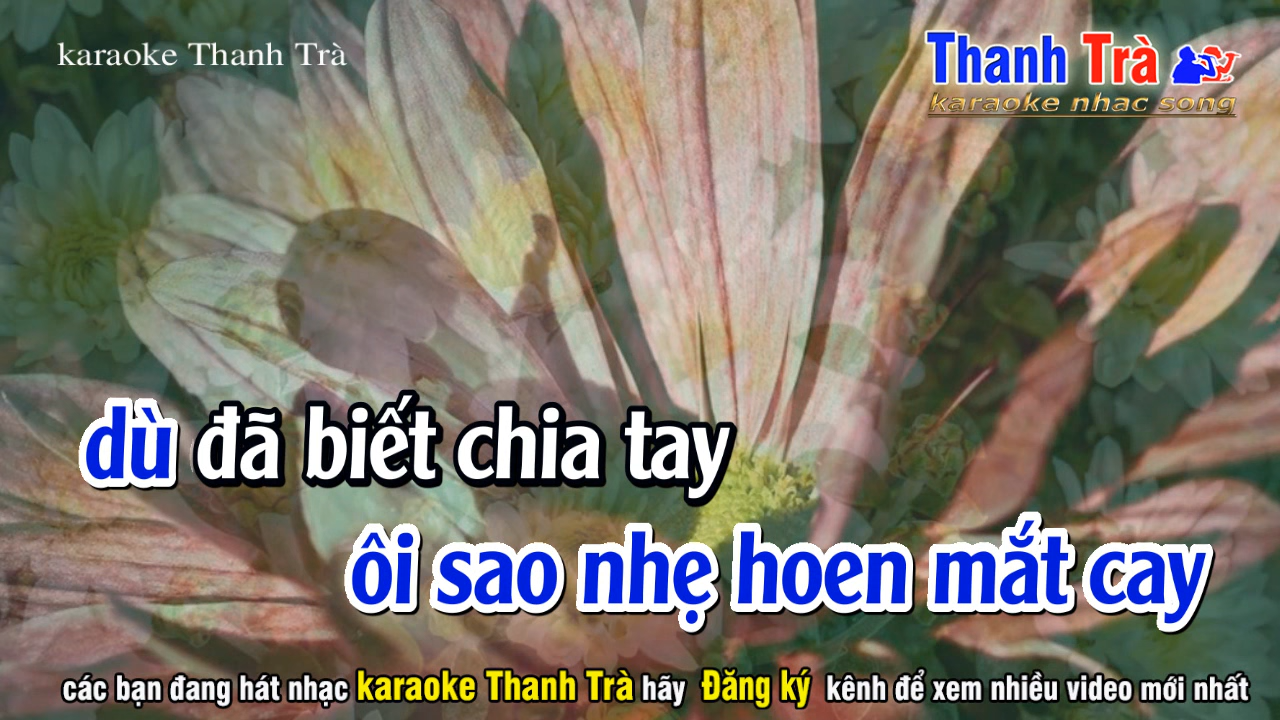 karaoke Thanh Trà
Thanh Trà
karaoke nhac song
dù đã biết chia tay
ôi sao nhẹ hoen mắt cay
các bạn đang hát nhạc karaoke Thanh Trà hãy Đăng ký kênh để xem nhiều video mới nhất